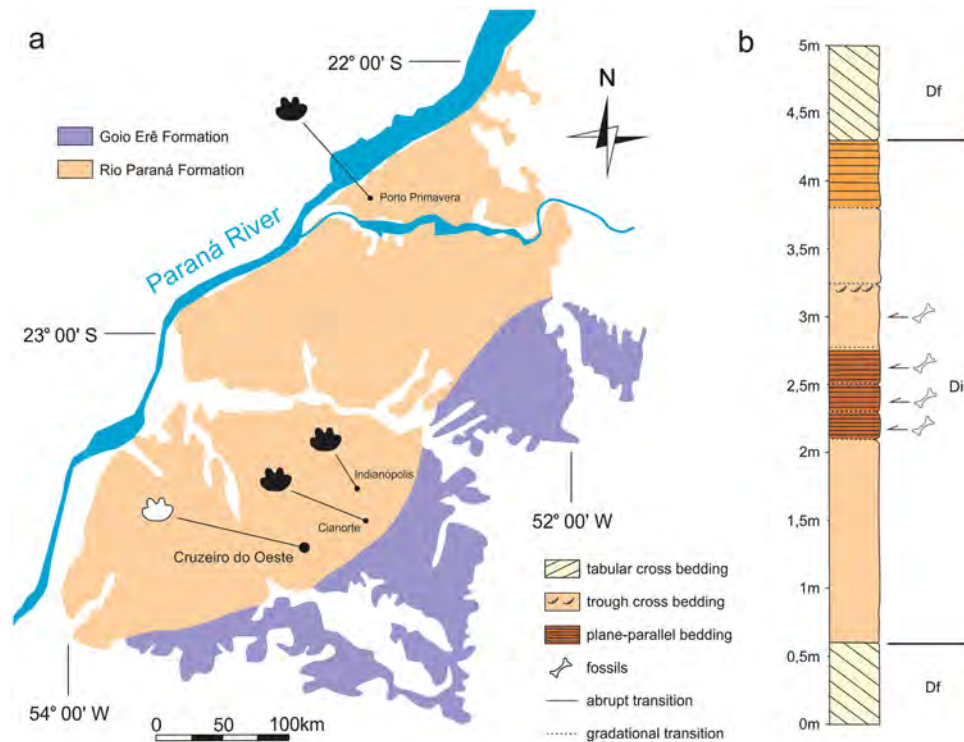 a
22° 00' S
N
Goio Erê Formation
Rio Paraná Formation
Porto Primavera
Paraná River
23° 00' S
Indianópolis
Cianorte
Cruzeiro do Oeste
52° 00' W
54° 00' W
0 50 100km
tabular cross bedding
trough cross bedding
plane-parallel bedding
fossils
abrupt transition
gradational transition
b
5m
Df
4,5m
4m
3,5m
3m
2,5m
Di
2m
1,5m
1m
0,5m
Df
0m